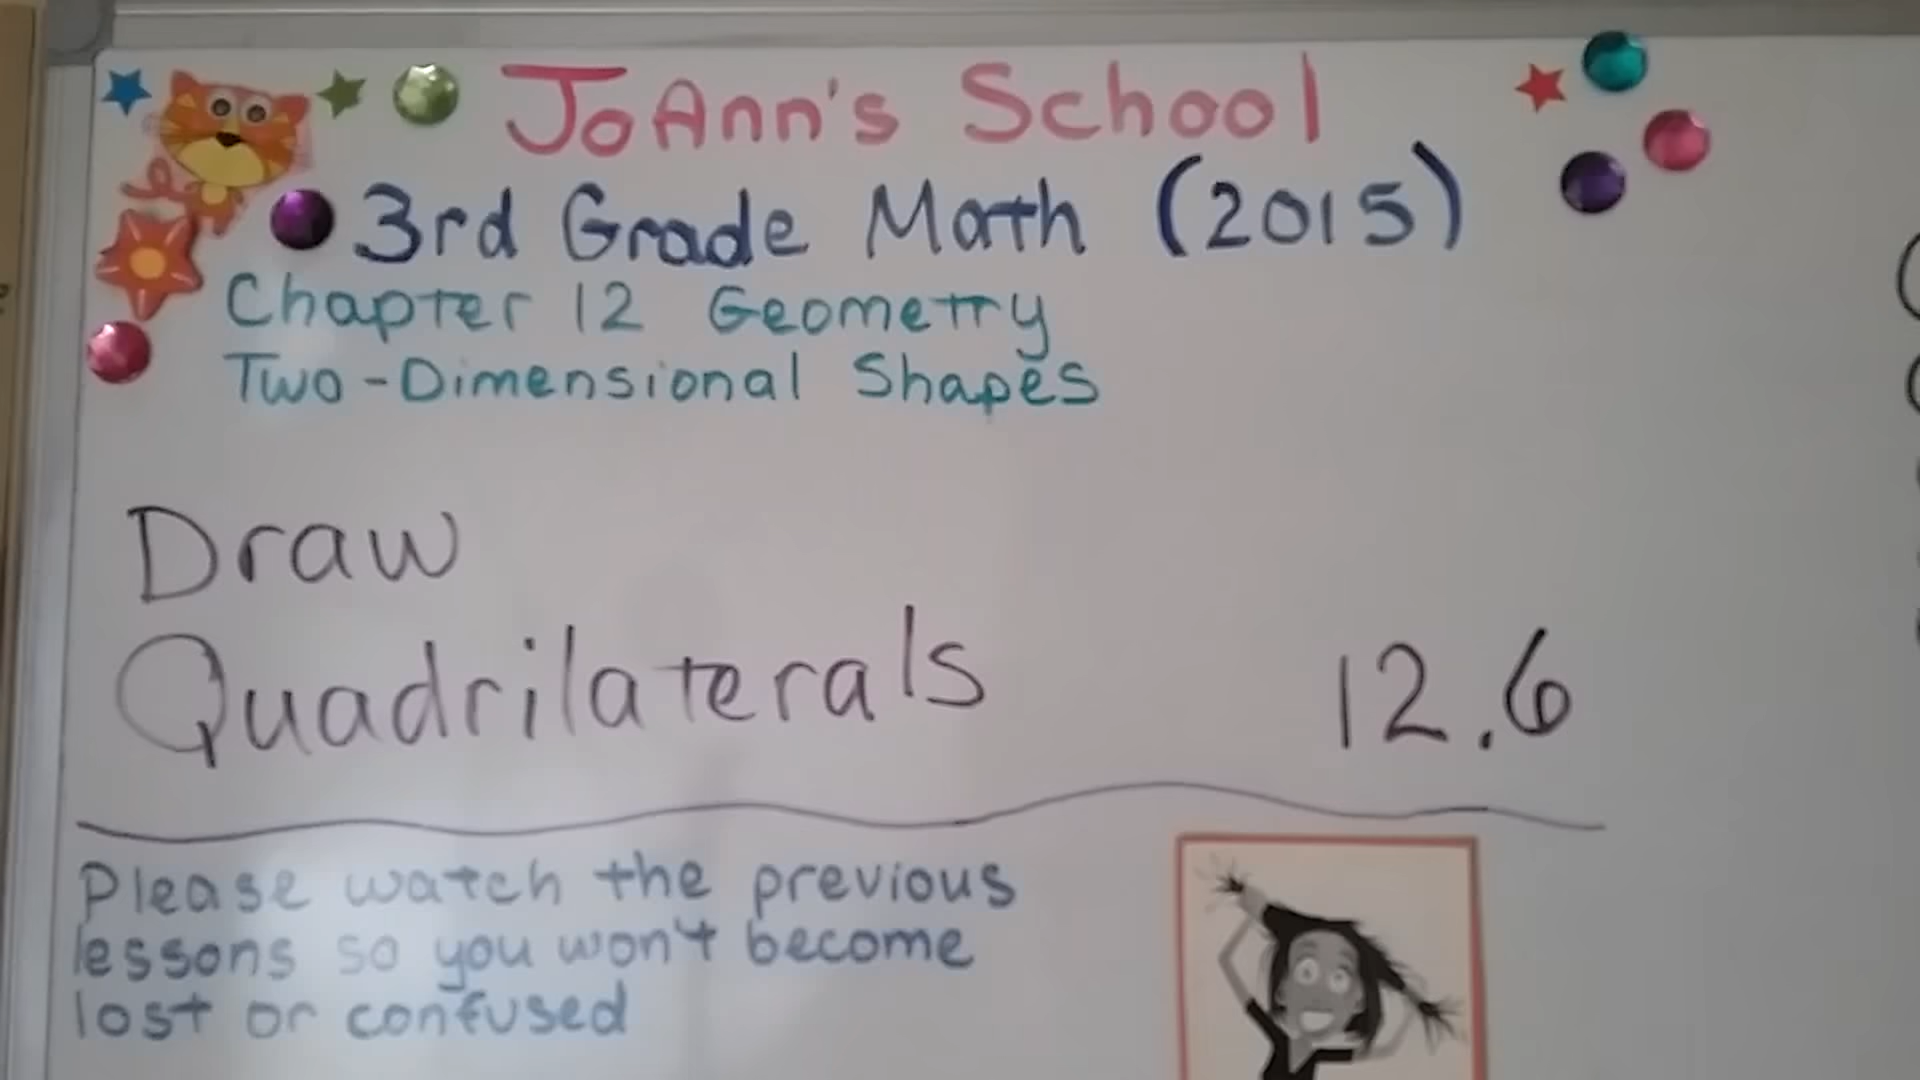 JoAnn's School
3rd Grade Math (2015)
Chapter 12 Geometry
Two-Dimensional Shapes
Draw
Quadrilaterals 12.6
Please watch the previous
lessons so you won't become
lost or confused